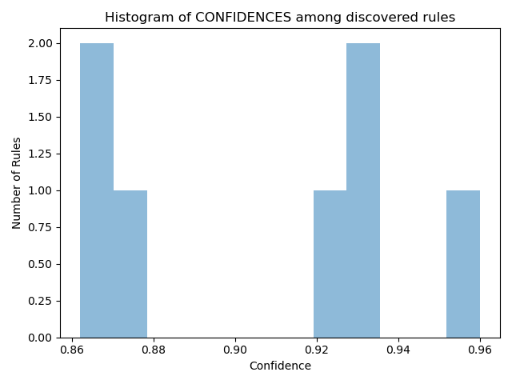 Histogram of CONFIDENCES among discovered rules
2.00
1.75
1.50
1.25
1.00
0.75
0.50
0.25
0.00
Number of Rules
0.86 0.88 0.90 0.92 0.94 0.96
Confidence